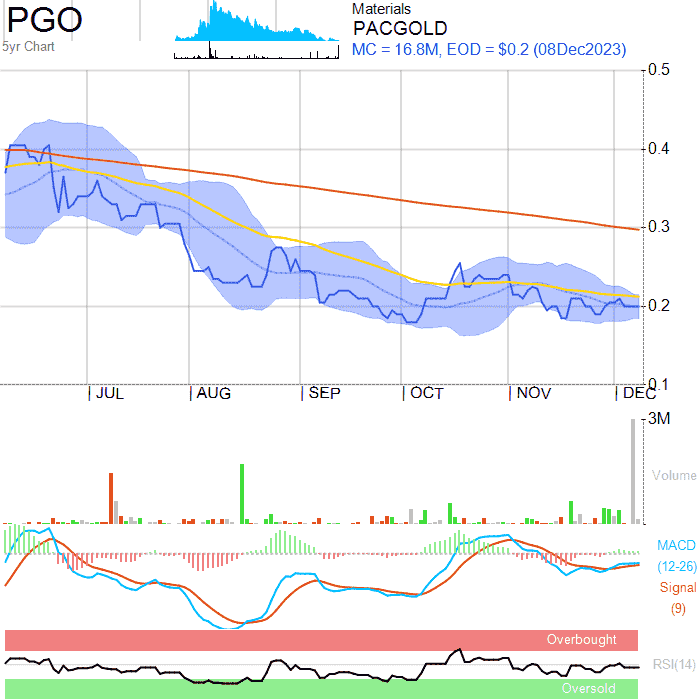 PGO
5yr Chart
Materials
PACGOLD
MC = 16.8M, EOD = $0.2 (08Dec2023)
0.5
0.4
0.3
0.2
0.1
JUL
AUG
SEP
OCT
NOV
DEC
3M
Volume
MACD
(12-26)
Signal
(9)
Overbought
RSI(14)
Oversold